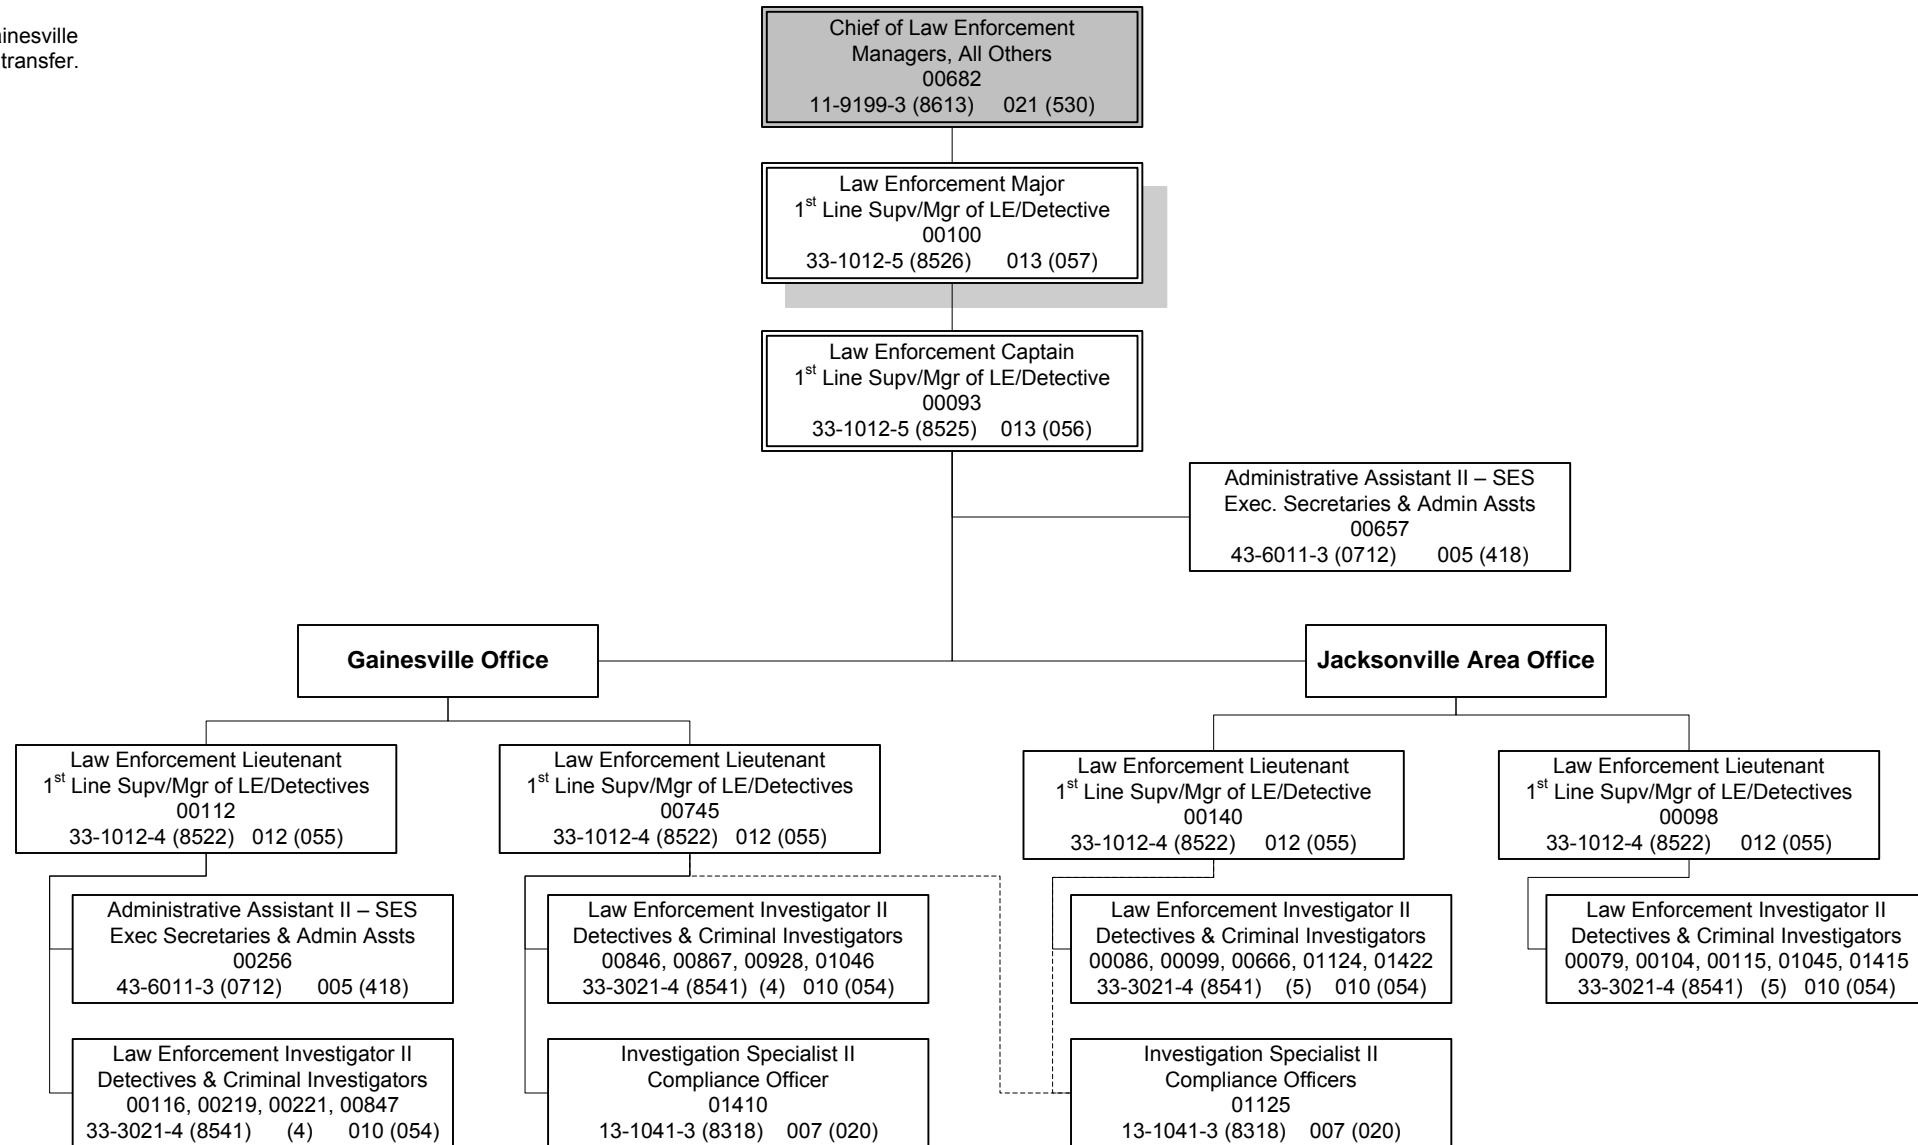 transfer.
Chief of Law Enforcement
Managers, All Others
00682
11-9199-3 (8613) 021 (530)
Law Enforcement Major
1st Line Supv/Mgr of LE/Detective
00100
33-1012-5 (8526) 013 (057)
Law Enforcement Captain
1st Line Supv/Mgr of LE/Detective
00093
33-1012-5 (8525) 013 (056)
Administrative Assistant II – SES
Exec. Secretaries & Admin Assts
00657
43-6011-3 (0712) 005 (418)
Gainesville Office
Jacksonville Area Office
Law Enforcement Lieutenant
1st Line Supv/Mgr of LE/Detectives
00112
33-1012-4 (8522) 012 (055)
Law Enforcement Lieutenant
1st Line Supv/Mgr of LE/Detectives
00745
33-1012-4 (8522) 012 (055)
Law Enforcement Lieutenant
1st Line Supv/Mgr of LE/Detective
00140
33-1012-4 (8522) 012 (055)
Law Enforcement Lieutenant
1st Line Supv/Mgr of LE/Detectives
00098
33-1012-4 (8522) 012 (055)
Administrative Assistant II – SES
Exec Secretaries & Admin Assts
00256
43-6011-3 (0712) 005 (418)
Law Enforcement Investigator II
Detectives & Criminal Investigators
00846, 00867, 00928, 01046
33-3021-4 (8541) (4) 010 (054)
Law Enforcement Investigator II
Detectives & Criminal Investigators
00086, 00099, 00666, 01124, 01422
33-3021-4 (8541) (5) 010 (054)
Law Enforcement Investigator II
Detectives & Criminal Investigators
00079, 00104, 00115, 01045, 01415
33-3021-4 (8541) (5) 010 (054)
Law Enforcement Investigator II
Detectives & Criminal Investigators
00116, 00219, 00221, 00847
33-3021-4 (8541) (4) 010 (054)
Investigation Specialist II
Compliance Officer
01410
13-1041-3 (8318) 007 (020)
Investigation Specialist II
Compliance Officers
01125
13-1041-3 (8318) 007 (020)